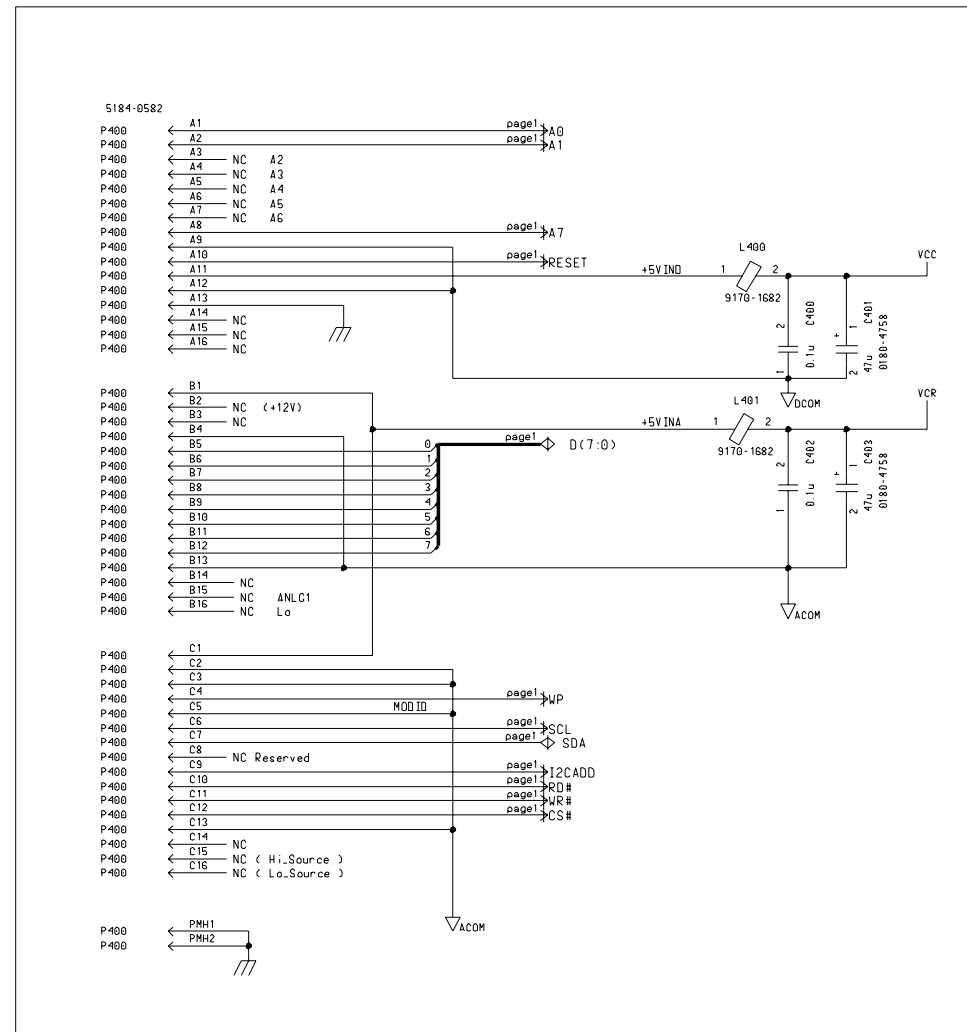 5184-0582
P400 A1 page1 A0
P400 A2 page1 A1
P400 A3 NC A2
P400 A4 NC A3
P400 A5 NC A4
P400 A6 NC A5
P400 A7 NC A6
P400 A8 page1 A7
P400 A9
P400 A10 page1 RESET
P400 A11 +5VIND 1 L400 2 VCC
9170-1682
P400 A12
P400 A13
P400 A14 NC
P400 A15 NC
P400 A16 NC
2 C400
1 0.1u
+ 1 C401
2 47u 0180-4758
DCOM
P400 B1
P400 B2 NC (+12V)
P400 B3 NC
P400 B4 +5VINA 1 L401 2 VCR
9170-1682
P400 B5 0 page1 D(7:0)
P400 B6 1
P400 B7 2
P400 B8 3
P400 B9 4
P400 B10 5
P400 B11 6
P400 B12 7
P400 B13
P400 B14 NC
P400 B15 NC ANLG1
P400 B16 NC Lo
2 C402
1 0.1u
+ 1 C403
2 47u 0180-4758
ACOM
P400 C1
P400 C2
P400 C3
P400 C4 page1 WP
P400 C5 MODID
P400 C6 page1 SCL
P400 C7 page1 SDA
P400 C8 NC Reserved
P400 C9 page1 I2CADD
P400 C10 page1 RD#
P400 C11 page1 WR#
P400 C12 page1 CS#
P400 C13
P400 C14 NC
P400 C15 NC ( Hi_Source )
P400 C16 NC ( Lo_Source )
ACOM
P400 PMH1
P400 PMH2